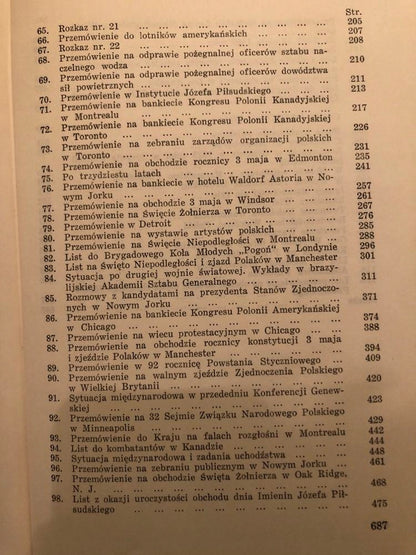 Str.
65. Rozkaz nr. 21 ... 205
66. Przemówienie do lotników amerykańskich ... 207
67. Rozkaz nr. 22 ... 208
68. Przemówienie na odprawie pożegnalnej oficerów sztabu na-
czelnego wodza ... 210
69. Przemówienie na odprawie pożegnalnej oficerów dowództwa
sił powietrznych ... 211
70. Przemówienie w Instytucie Józefa Piłsudskiego ... 213
71. Przemówienie na bankiecie Kongresu Polonii Kanadyjskiej
w Montrealu ... 217
72. Przemówienie na bankiecie Kongresu Polonii Kanadyjskiej
w Toronto ... 226
73. Przemówienie na zebraniu zarządów organizacji polskich
w Toronto ... 231
74. Przemówienie na obchodzie rocznicy 3 maja w Edmonton 235
75. Po trzydziestu latach ... 241
76. Przemówienie na bankiecie w hotelu Waldorf Astoria w No-
wym Jorku ... 257
77. Przemówienie na obchodzie 3 maja w Windsor ... 261
78. Przemówienie na Święcie Żołnierza w Toronto ... 267
79. Przemówienie w Detroit ... 276
80. Przemówienie na wystawie artystów polskich ... 285
81. Przemówienie na Święcie Niepodległości w Montrealu ... 288
82. List do Brygadowego Koła Młodych „Pogoń” w Londynie 296
83. List na Święto Niepodległości i zjazd Polaków w Manchester 301
84. Sytuacja po drugiej wojnie światowej. Wykłady w brazy-
lijskiej Akademii Sztabu Generalnego ... 311
85. Rozmowy z kandydatami na prezydenta Stanów Zjednoczo-
nych w Nowym Jorku ... 371
86. Przemówienie na bankiecie Kongresu Polonii Amerykańskiej
w Chicago ... 374
87. Przemówienie na wiecu protestacyjnym w Chicago ... 388
88. Przemówienie na obchodzie rocznicy konstytucji 3 maja
i zjeździe Polaków w Manchester ... 394
89. Przemówienie w 92 rocznicę Powstania Styczniowego ... 409
90. Przemówienie na walnym zjeździe Zjednoczenia Polskiego
w Wielkiej Brytanii ... 420
91. Sytuacja międzynarodowa w przededniu Konferencji Genew-
skiej ... 423
92. Przemówienie na 32 Sejmie Związku Narodowego Polskiego
w Minneapolis ... 429
93. Przemówienie do Kraju na falach rozgłośni w Montrealu 442
94. List do kombatantów w Kanadzie ... 444
95. Sytuacja międzynarodowa i zadania uchodźstwa ... 448
96. Przemówienie na zebraniu publicznym w Nowym Jorku ... 461
97. Przemówienie na obchodzie Święta Żołnierza w Oak Ridge,
N. J. ... 468
98. List z okazji uroczystości obchodu dnia Imienin Józefa Pił-
sudskiego ... 475
687